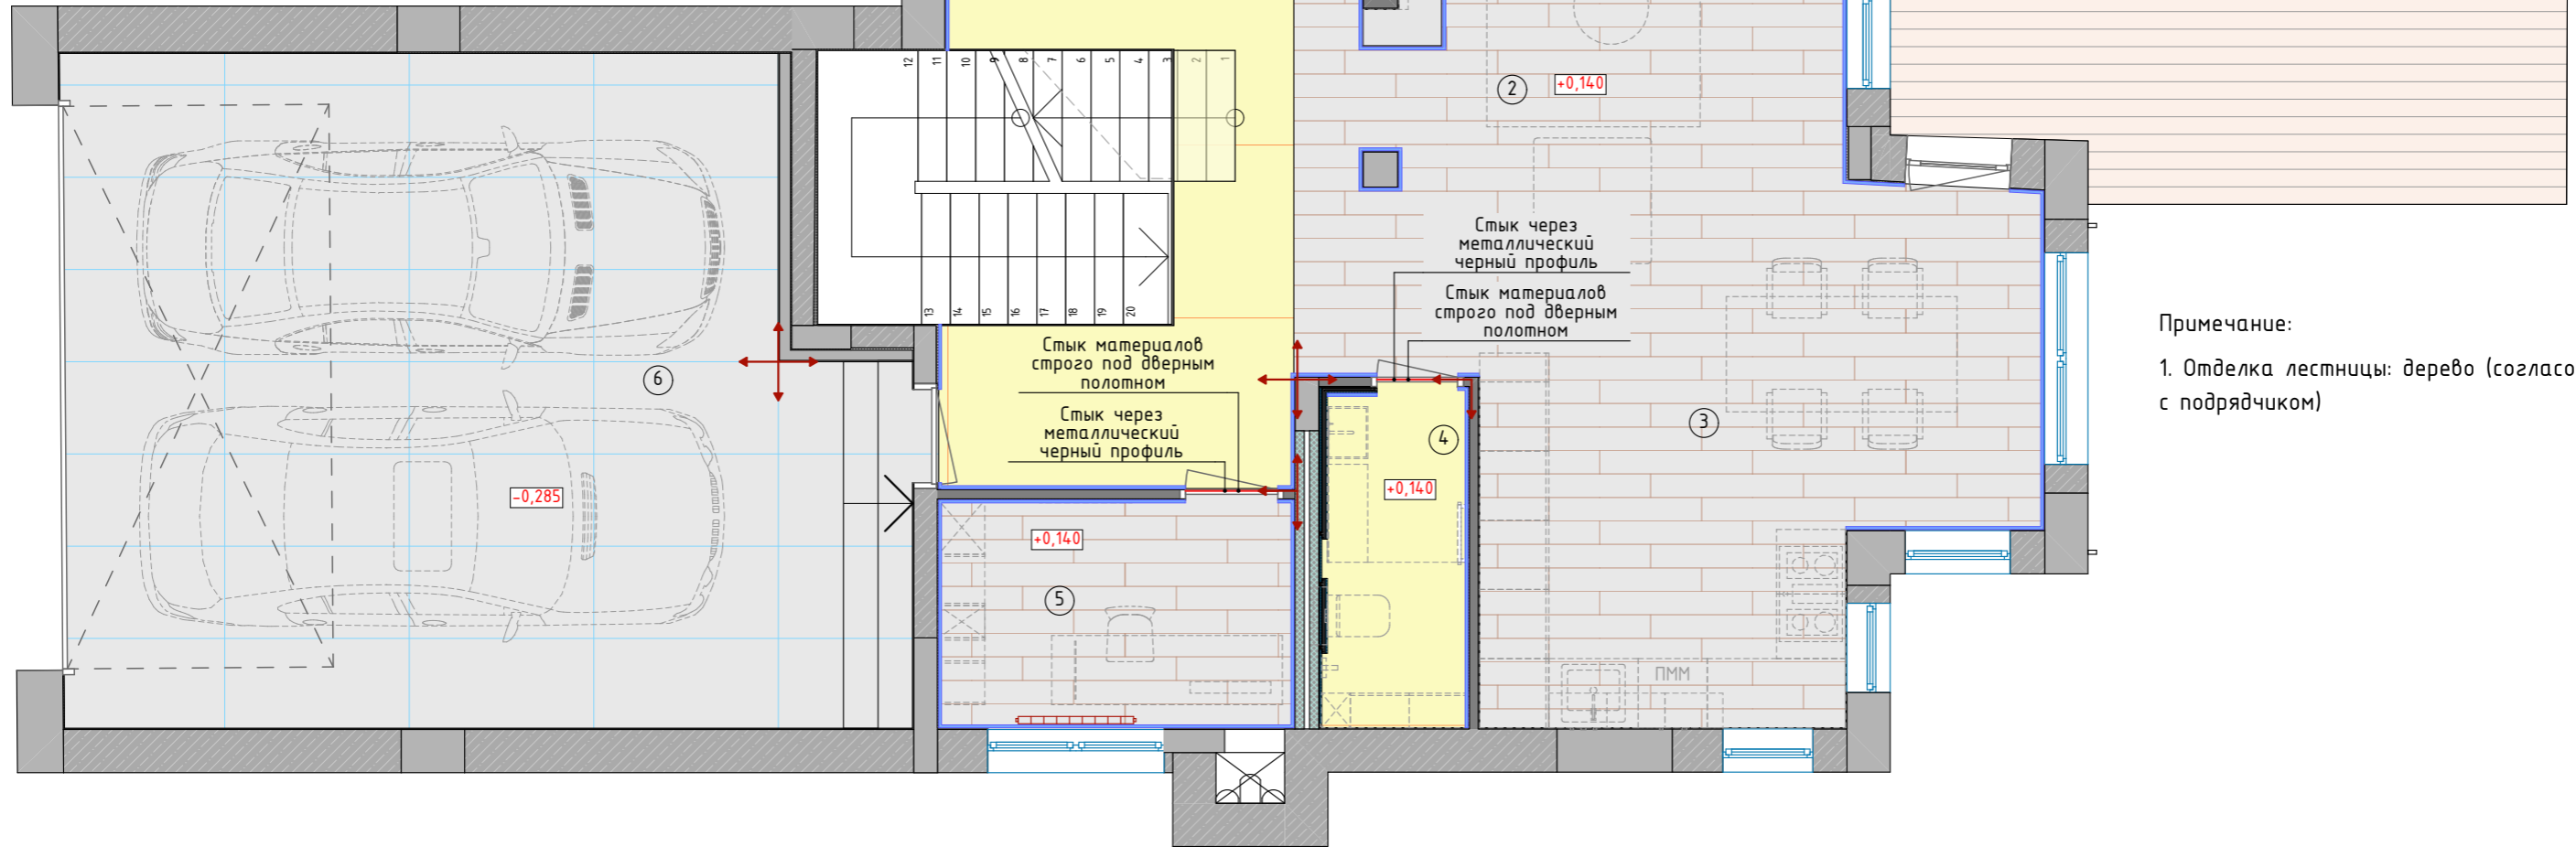 12
11
10
9
8
7
6
5
4
3
2
1
2
+0,140
13
14
15
16
17
18
19
20
Стык через
металлический
черный профиль
Стык материалов
строго под дверным
полотном
Стык материалов
строго под дверным
полотном
Стык через
металлический
черный профиль
6
-0,285
+0,140
5
4
+0,140
3
ПММ
Примечание:
1. Отделка лестницы: дерево (согласо
с подрядчиком)